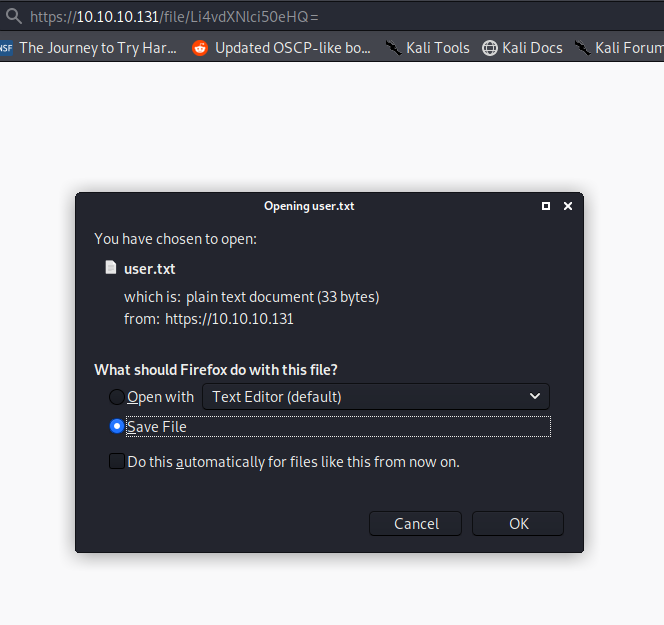 https://10.10.10.131/file/Li4vdXNlci50eHQ=
NSF The Journey to Try Har... Updated OSCP-like bo... Kali Tools Kali Docs Kali Forum
Opening user.txt
You have chosen to open:
user.txt
which is: plain text document (33 bytes)
from: https://10.10.10.131
What should Firefox do with this file?
Open with Text Editor (default)
Save File
Do this automatically for files like this from now on.
Cancel OK